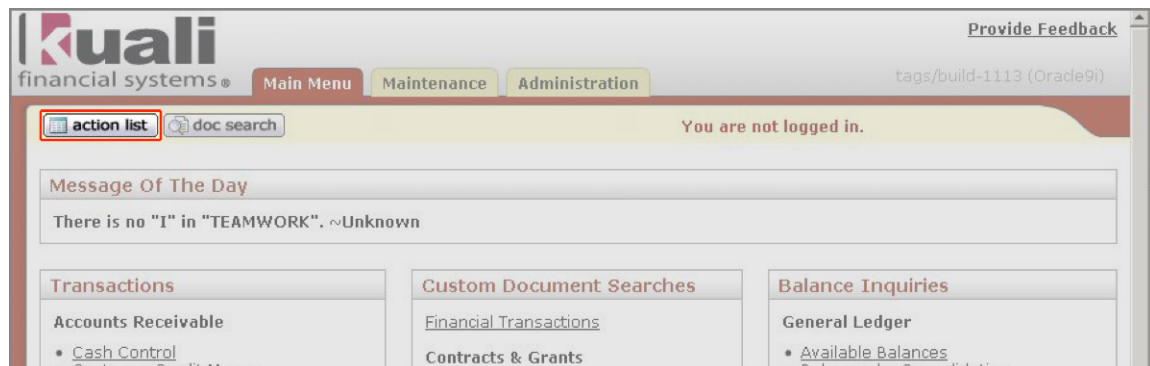 kuali
financial systems®
Provide Feedback
Main Menu Maintenance Administration
tags/build-1113 (Oracle9i)
action list doc search
You are not logged in.
Message Of The Day
There is no "I" in "TEAMWORK". ~Unknown
Transactions
Accounts Receivable
• Cash Control
Custom Document Searches
Financial Transactions
Contracts & Grants
Balance Inquiries
General Ledger
• Available Balances